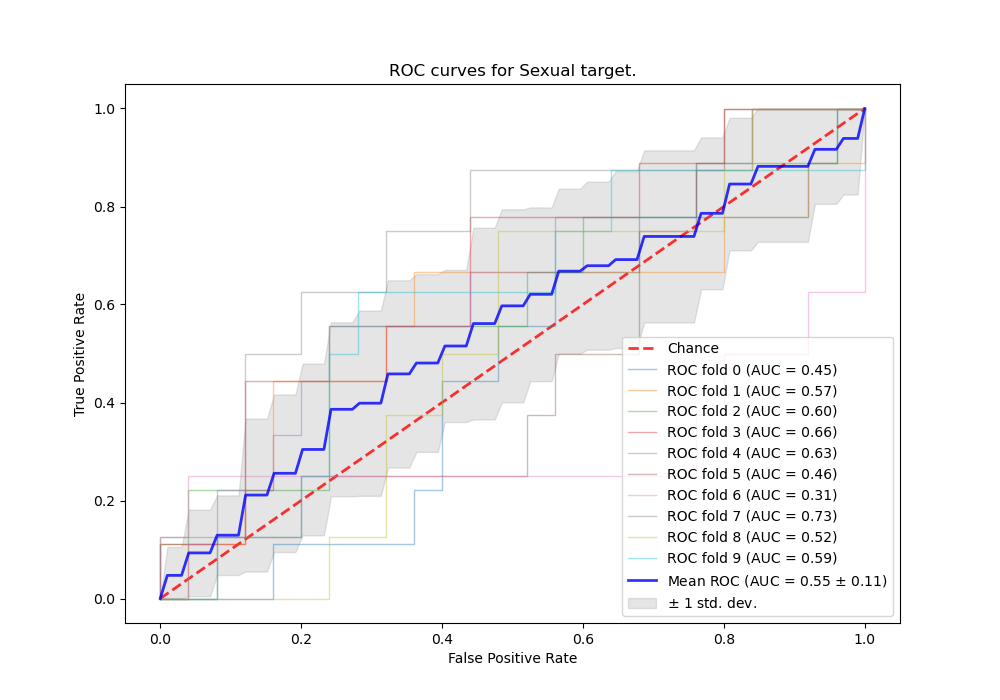 ROC curves for Sexual target.
True Positive Rate
1.0
0.8
0.6
0.4
0.2
0.0
0.0 0.2 0.4 0.6 0.8 1.0
False Positive Rate
Chance
ROC fold 0 (AUC = 0.45)
ROC fold 1 (AUC = 0.57)
ROC fold 2 (AUC = 0.60)
ROC fold 3 (AUC = 0.66)
ROC fold 4 (AUC = 0.63)
ROC fold 5 (AUC = 0.46)
ROC fold 6 (AUC = 0.31)
ROC fold 7 (AUC = 0.73)
ROC fold 8 (AUC = 0.52)
ROC fold 9 (AUC = 0.59)
Mean ROC (AUC = 0.55 ± 0.11)
± 1 std. dev.